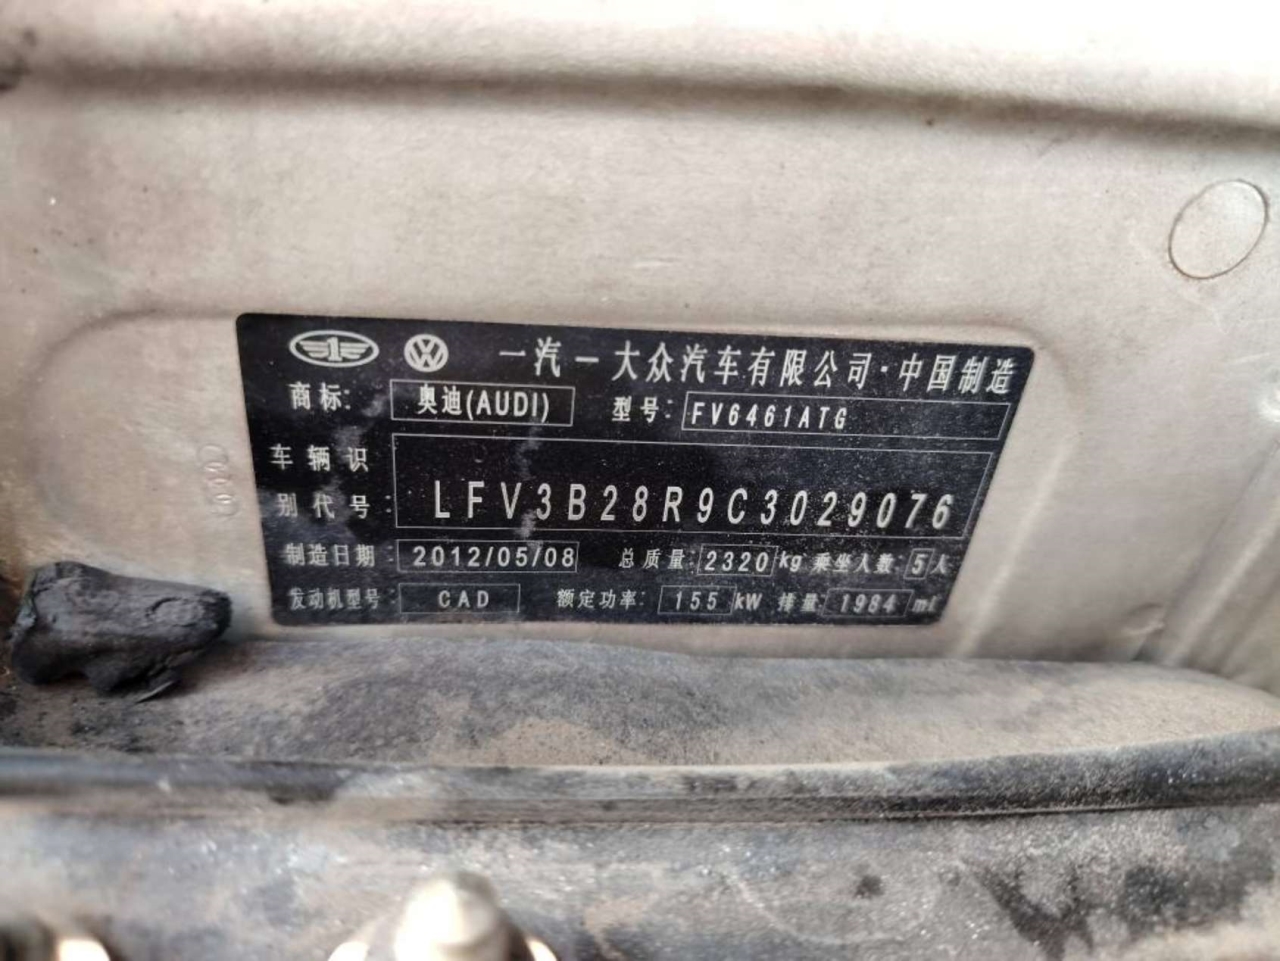 一汽一大众汽车有限公司·中国制造
商标: 奥迪(AUDI) 型号: FV6461ATG
车辆识
别代号: LFV3B28R9C3029076
制造日期: 2012/05/08 总质量: 2320 kg 乘坐人数: 5 人
发动机型号: CAD 额定功率: 155 kW 排量: 1984 ml